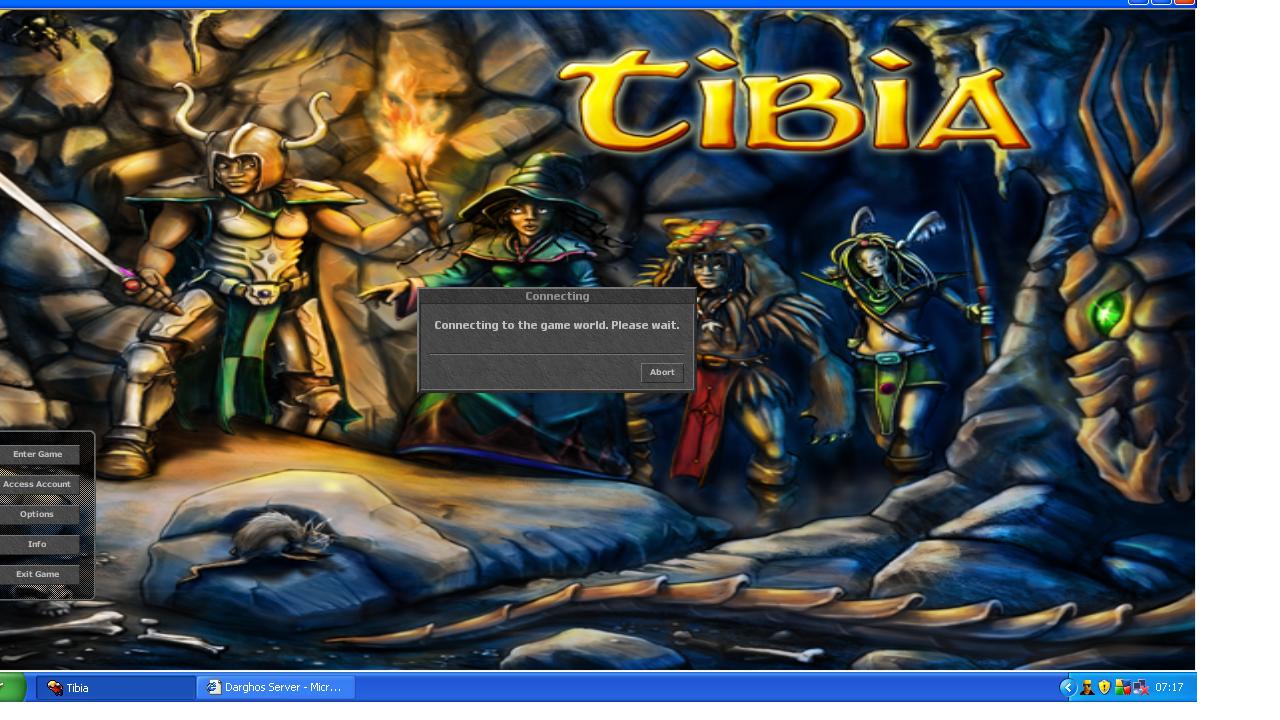 TIBIA
Connecting
Connecting to the game world. Please wait.
Abort
Enter Game
Access Account
Options
Info
Exit Game
Tibia
Darghos Server - Micr...
07:17